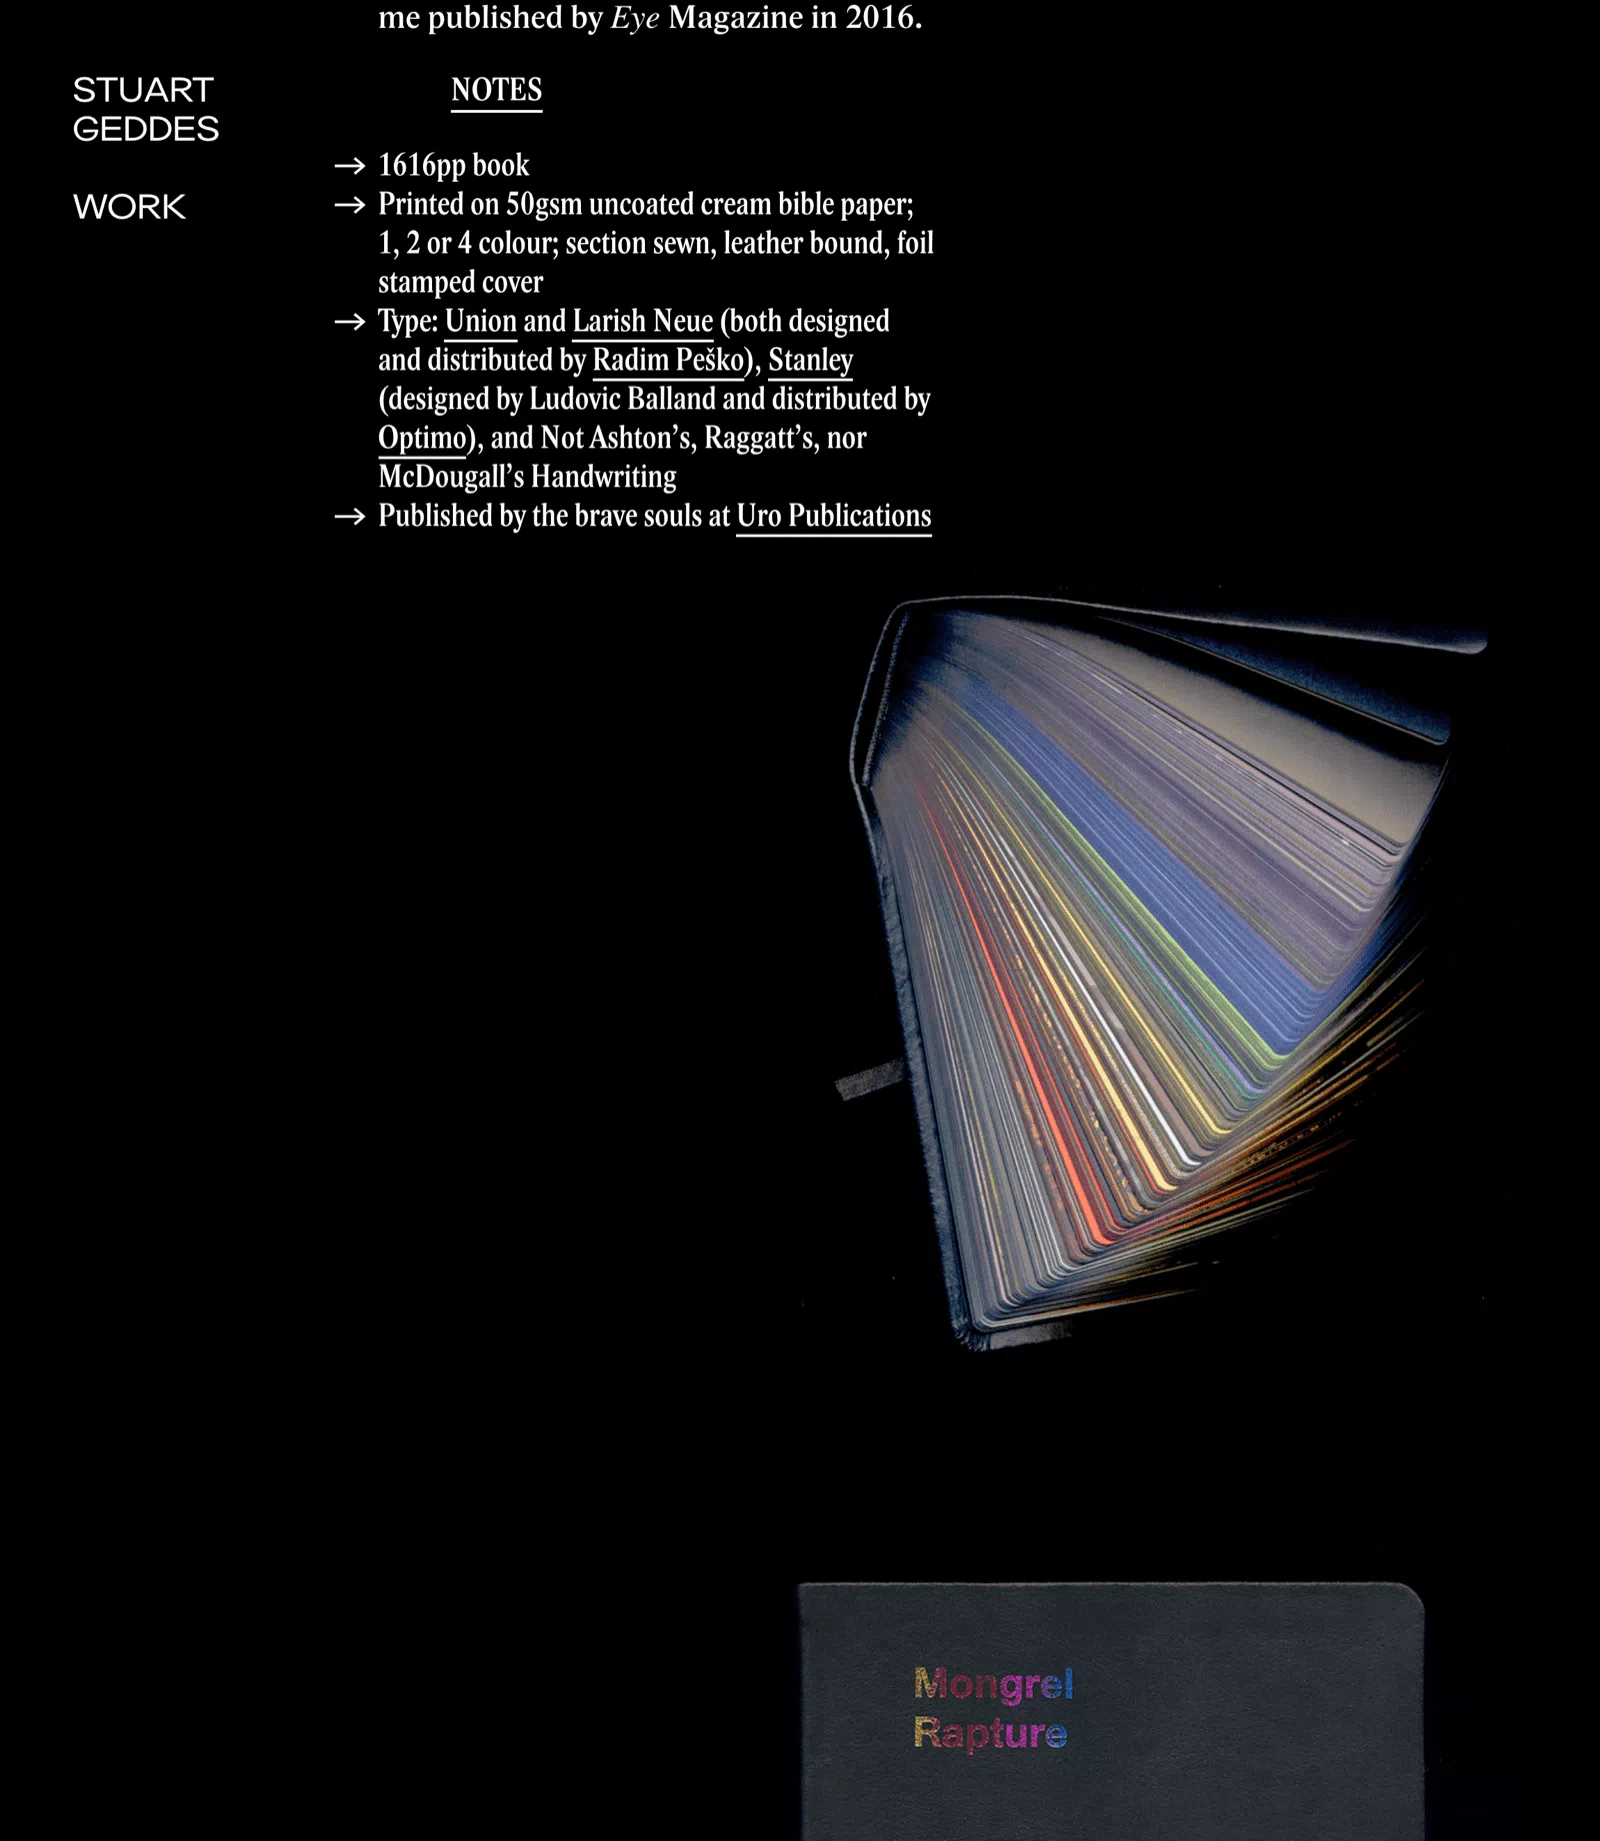 me published by Eye Magazine in 2016.
STUART
GEDDES
WORK
NOTES
→ 1616pp book
→ Printed on 50gsm uncoated cream bible paper;
1, 2 or 4 colour; section sewn, leather bound, foil
stamped cover
→ Type: Union and Larish Neue (both designed
and distributed by Radim Peško), Stanley
(designed by Ludovic Balland and distributed by
Optimo), and Not Ashton’s, Raggatt’s, nor
McDougall’s Handwriting
→ Published by the brave souls at Uro Publications
Mongrel
Rapture